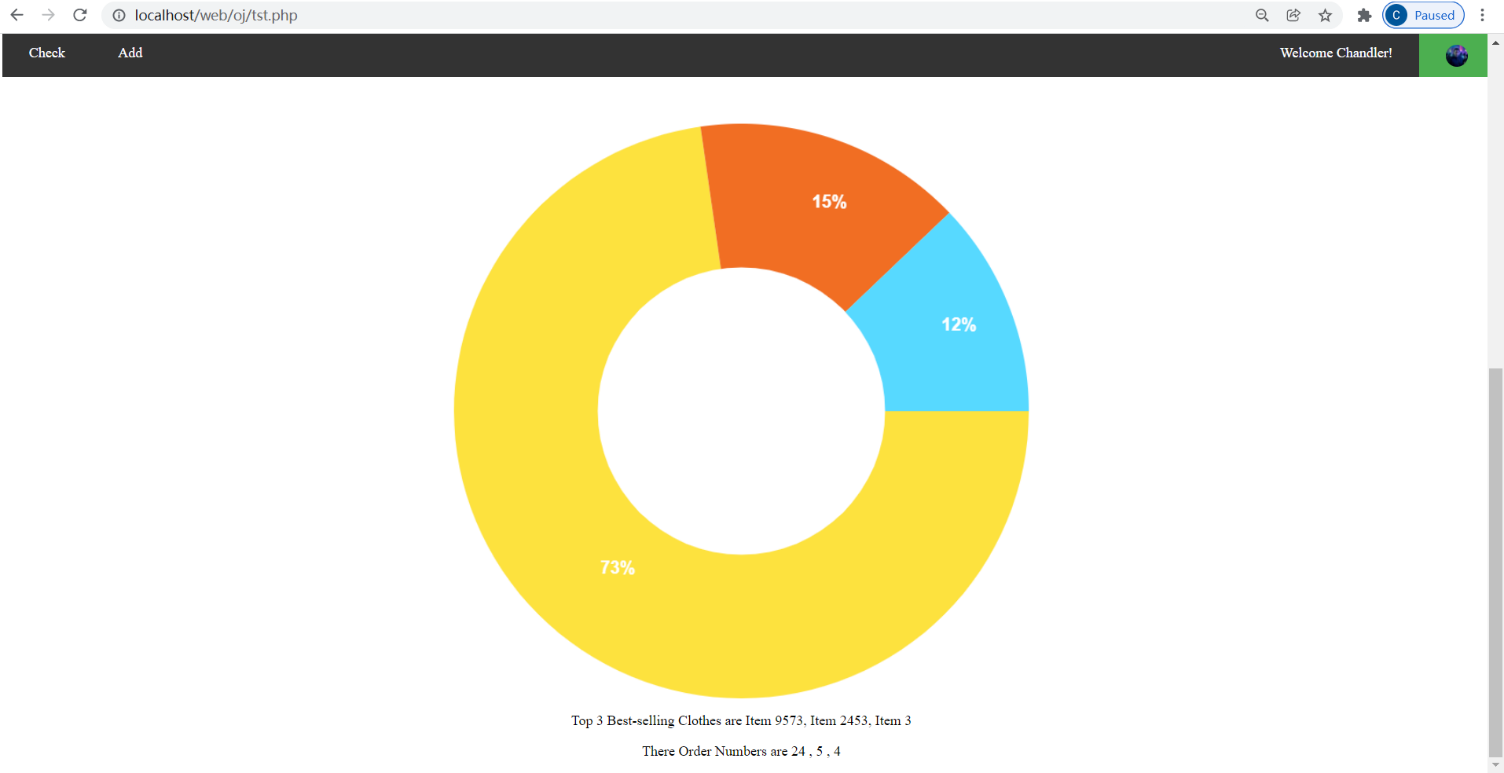 localhost/web/oj/tst.php
C Paused
Check Add Welcome Chandler!
15%
12%
73%
Top 3 Best-selling Clothes are Item 9573, Item 2453, Item 3
There Order Numbers are 24 , 5 , 4